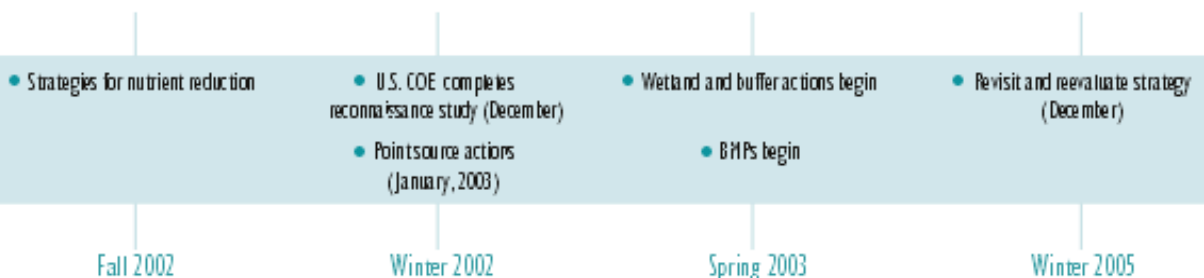 • Strategies for nutrient reduction
• U.S. COE completes
reconnaissance study (December)
• Point source actions
(January, 2003)
• Wetland and buffer actions begin
• BMPs begin
• Revisit and reevaluate strategy
(December)
Fall 2002
Winter 2002
Spring 2003
Winter 2005